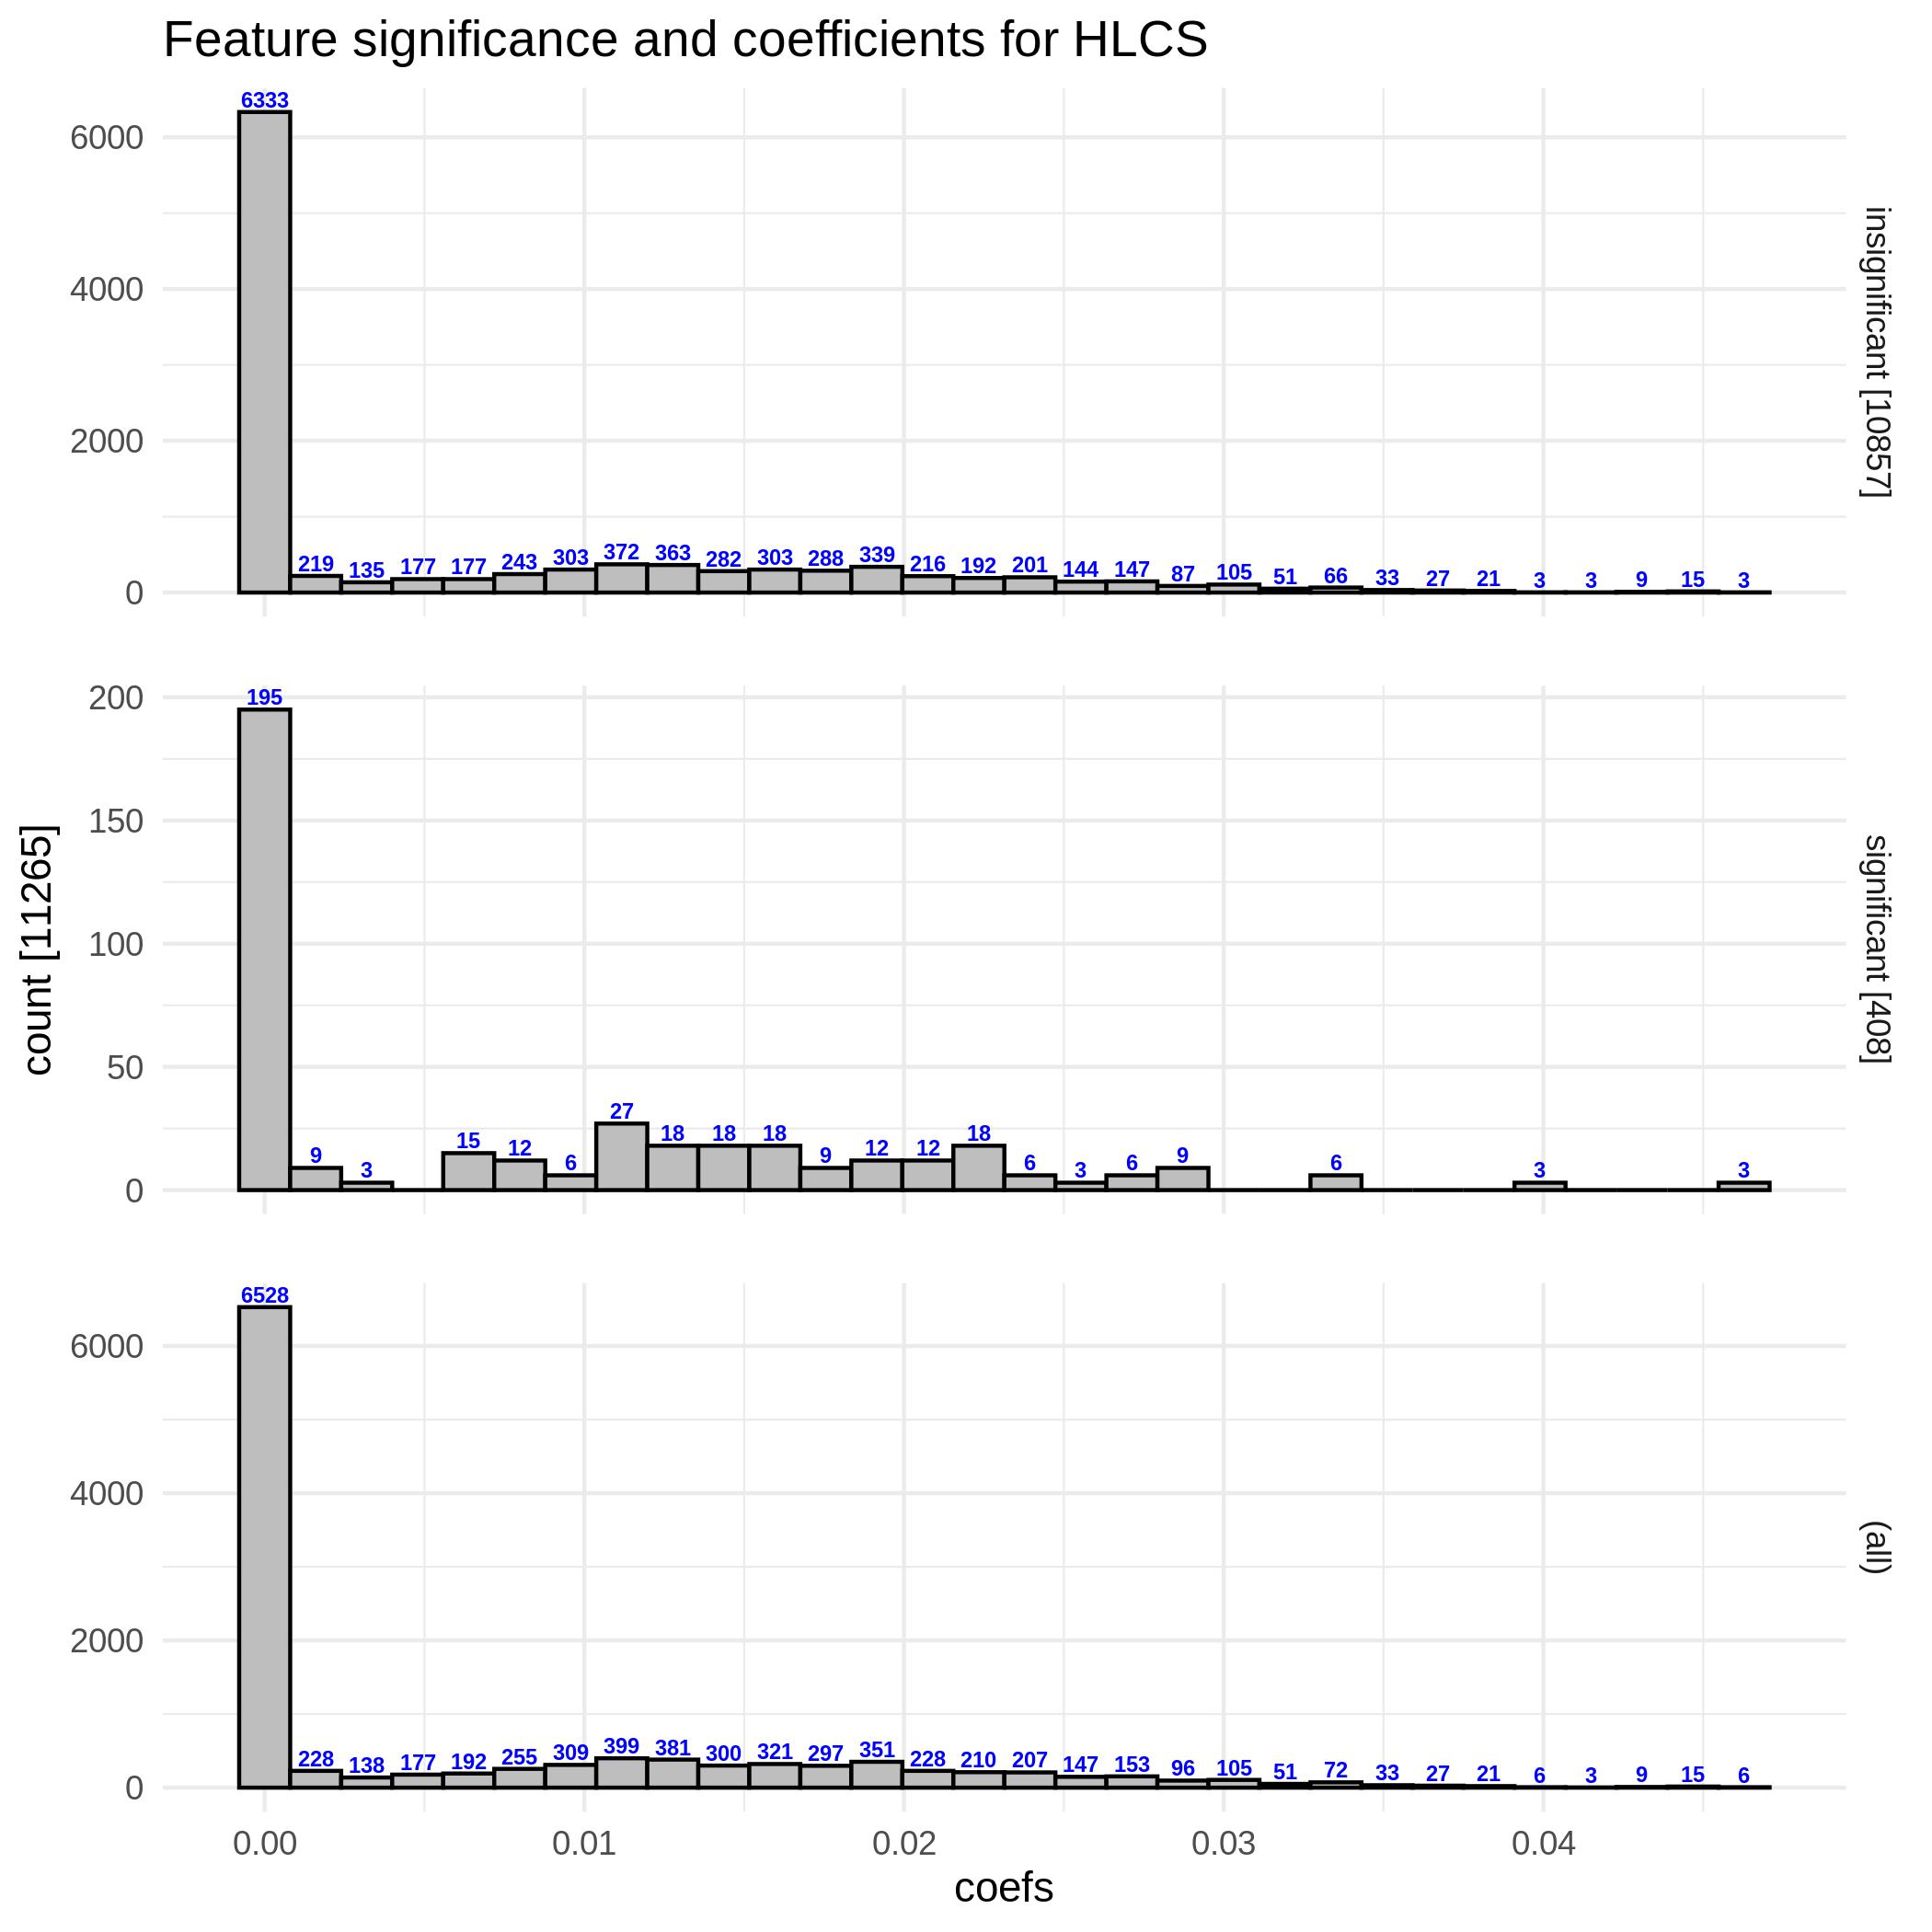 Feature significance and coefficients for HLCS
count [11265]
6000
4000
2000
0
6333
219 135 177 177 243 303 372 363 282 303 288 339 216 192 201 144 147 87 105 51 66 33 27 21 3 3 9 15 3
insignificant [10857]
200
150
100
50
0
195
9 3 15 12 6 27 18 18 18 9 12 12 18 6 3 6 9 6 3 3
significant [408]
6000
4000
2000
0
6528
228 138 177 192 255 309 399 381 300 321 297 351 228 210 207 147 153 96 105 51 72 33 27 21 6 3 9 15 6
(all)
0.00 0.01 0.02 0.03 0.04
coefs